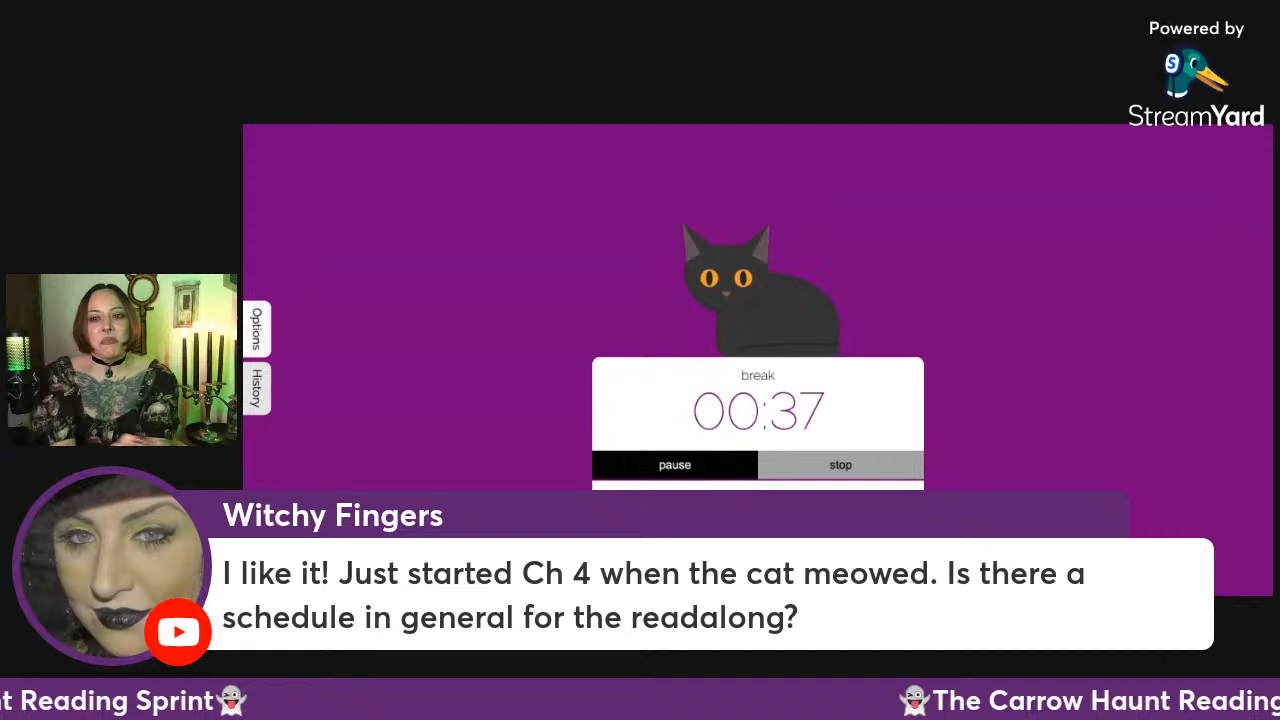 Powered by
S
StreamYard
Options
History
break
00:37
pause
stop
Witchy Fingers
I like it! Just started Ch 4 when the cat meowed. Is there a
schedule in general for the readalong?
t Reading Sprint👻
👻The Carrow Haunt Reading